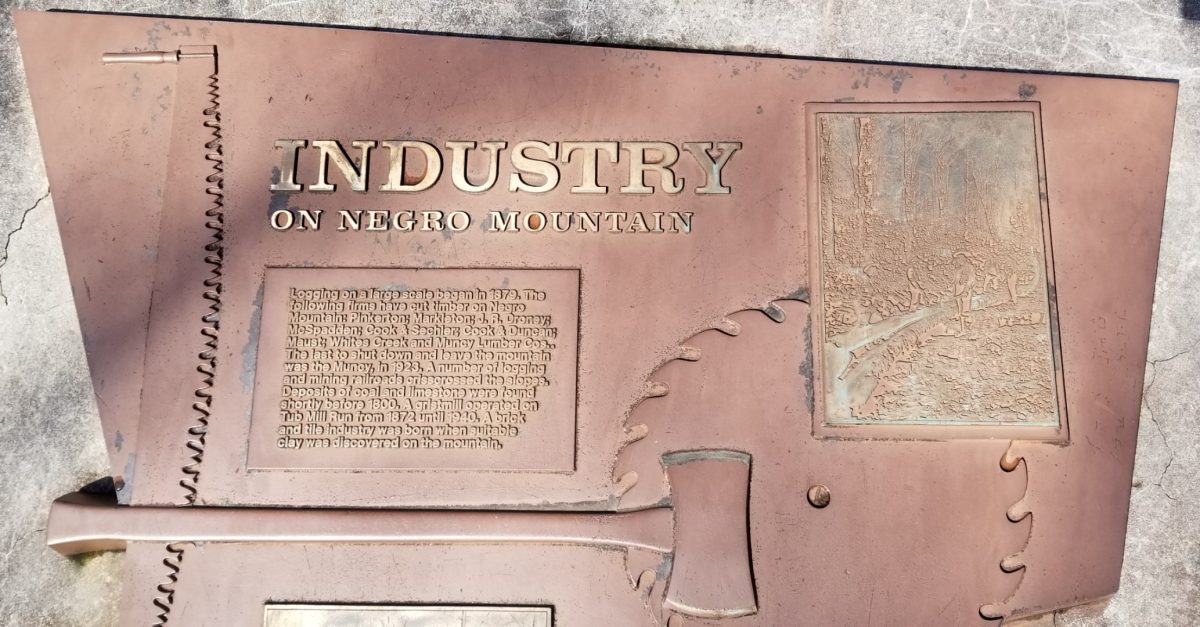 INDUSTRY
ON NEGRO MOUNTAIN
Logging on a large scale began in 1879. The
following firms have cut timber on Negro
Mountain: Pinkerton; Markleton; J. R. Droney;
McSpadden; Cook & Sechler; Cook & Duncan;
Maust; Whites Creek and Muncy Lumber Cos..
The last to shut down and leave the mountain
was the Muncy, in 1923. A number of logging
and mining railroads crisscrossed the slopes.
Deposits of coal and limestone were found
shortly before 1800. A gristmill operated on
Tub Mill Run from 1872 until 1940. A brick
and tile industry was born when suitable
clay was discovered on the mountain.